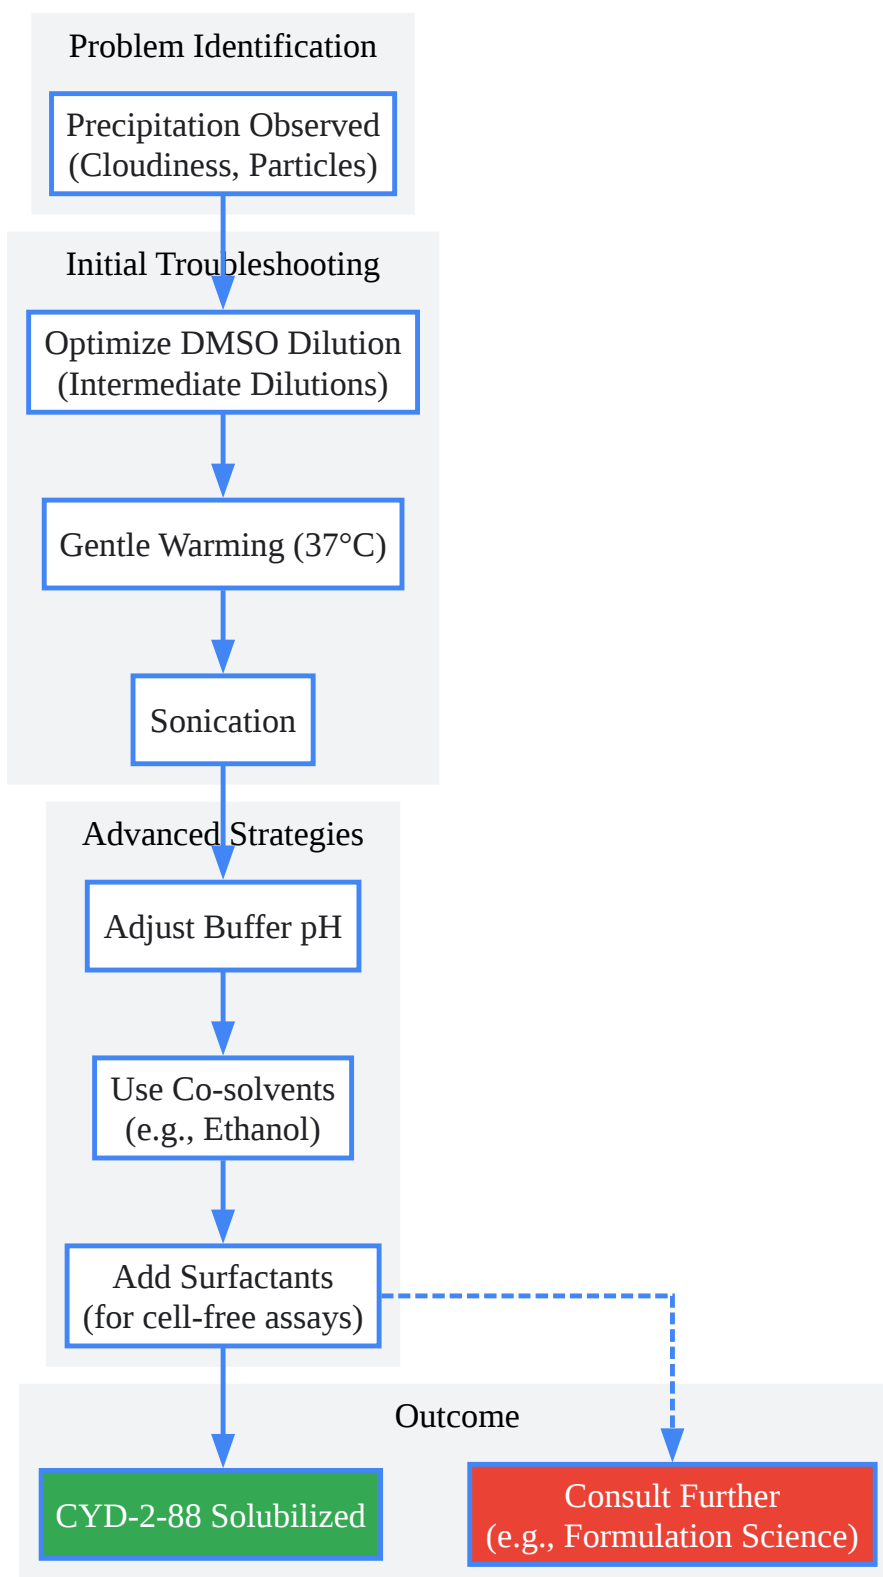 Problem Identification
Precipitation Observed
(Cloudiness, Particles)
Initial Troubleshooting
Optimize DMSO Dilution
(Intermediate Dilutions)
Gentle Warming (37°C)
Sonication
Advanced Strategies
Adjust Buffer pH
Use Co-solvents
(e.g., Ethanol)
Add Surfactants
(for cell-free assays)
Outcome
CYD-2-88 Solubilized
Consult Further
(e.g., Formulation Science)